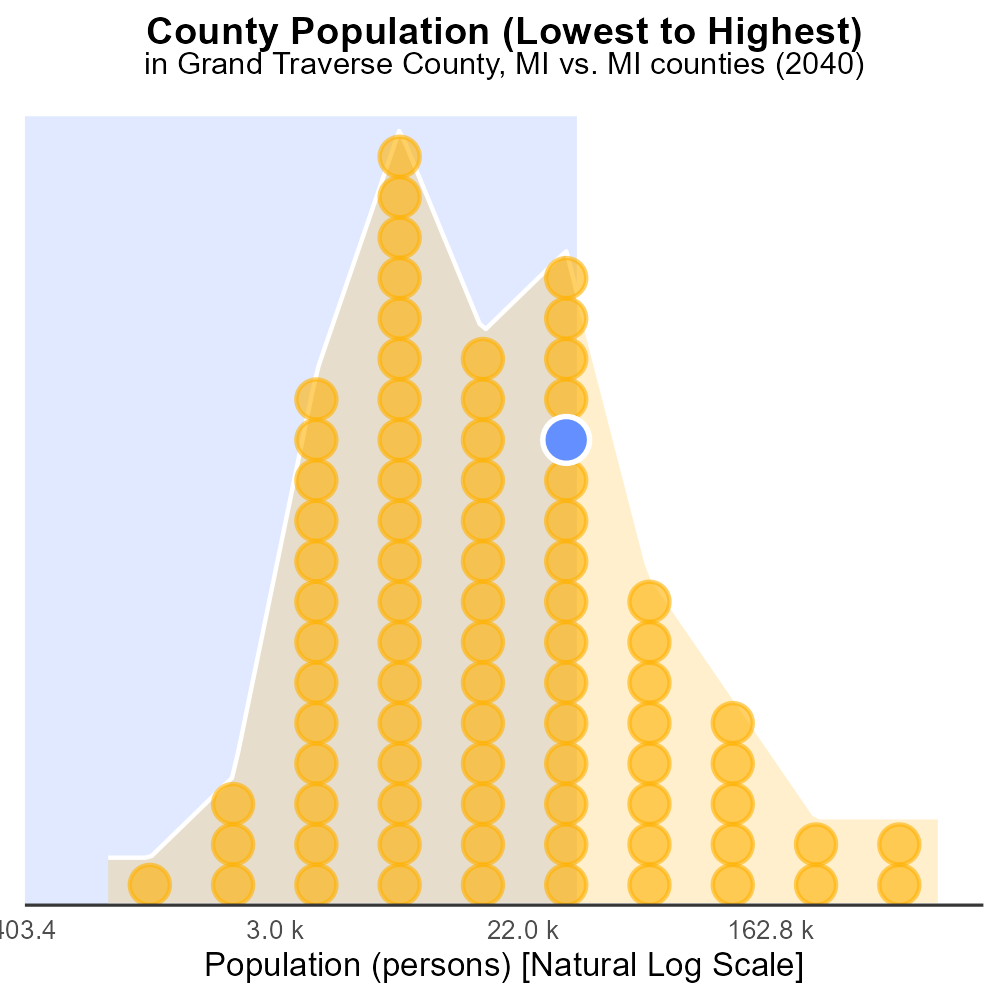 County Population (Lowest to Highest)
in Grand Traverse County, MI vs. MI counties (2040)
403.4 3.0 k 22.0 k 162.8 k
Population (persons) [Natural Log Scale]